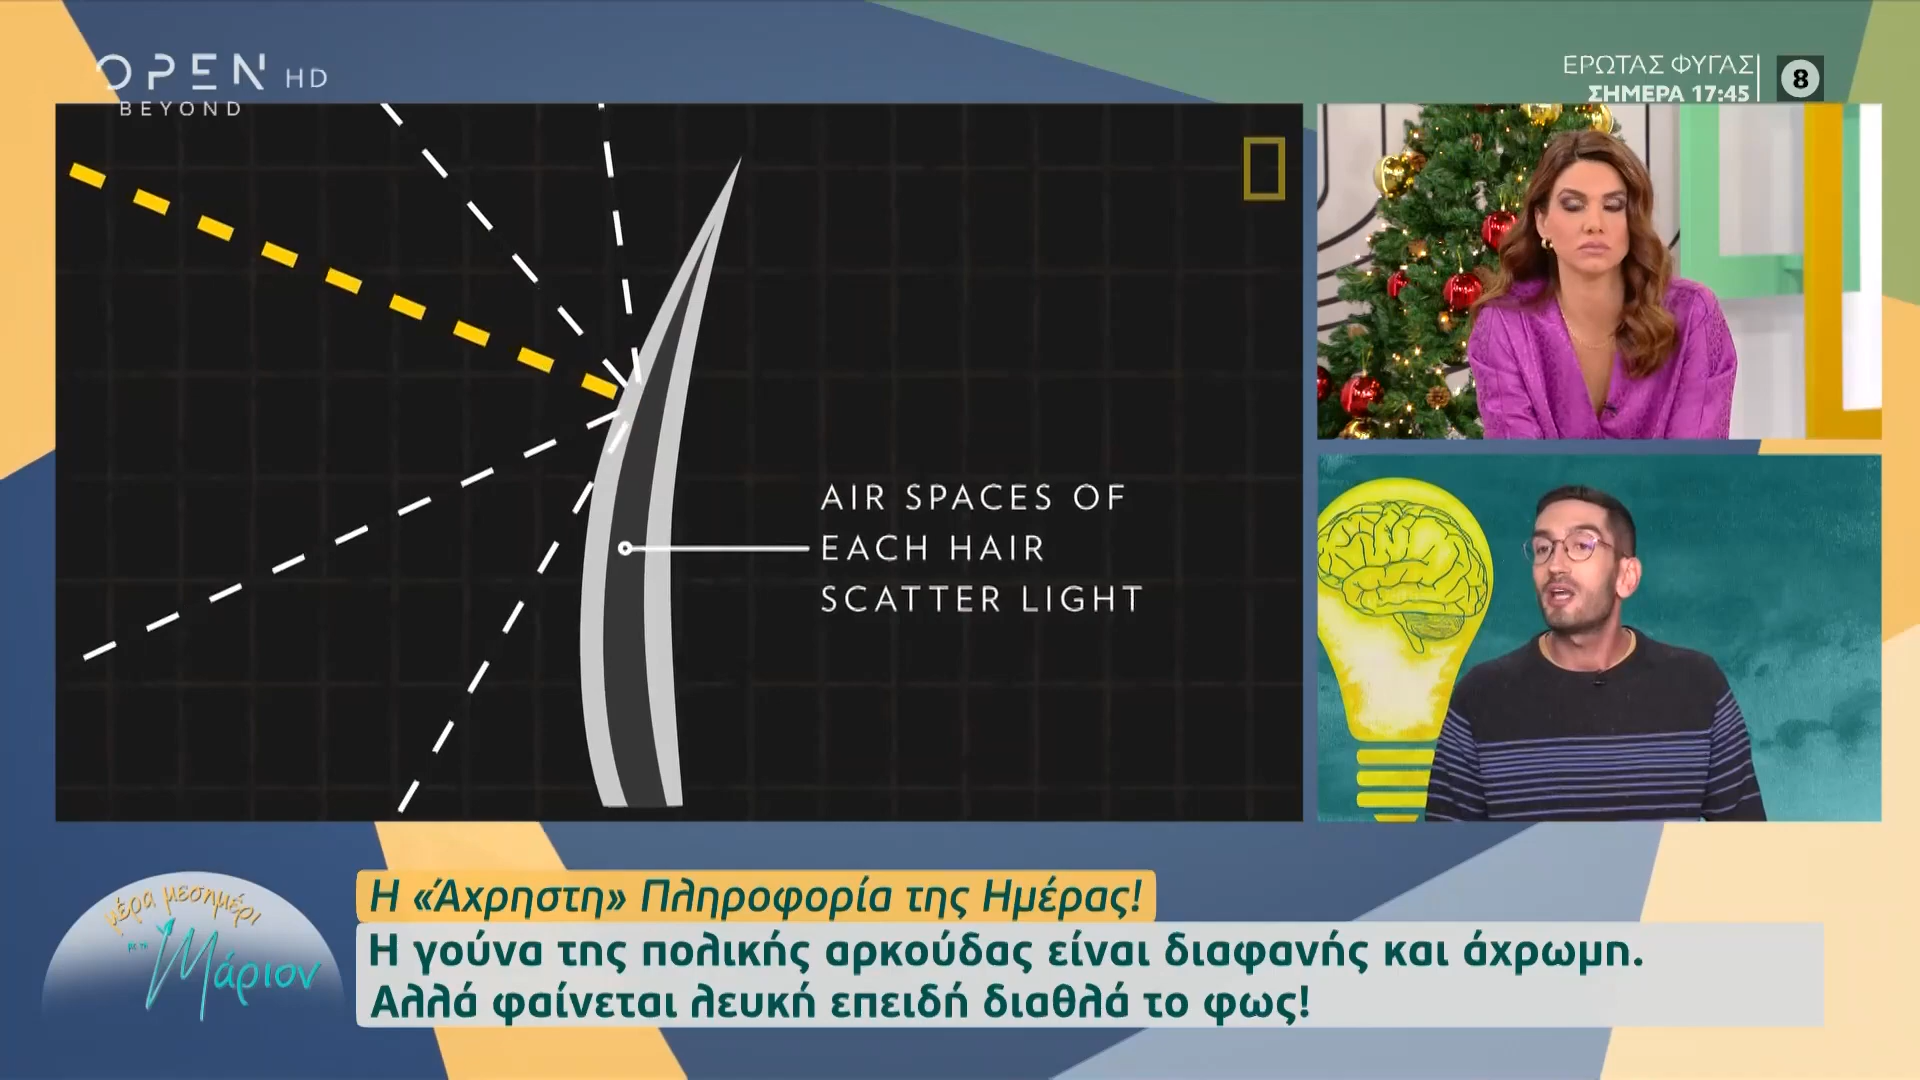 OPEN HD
BEYOND
ΕΡΩΤΑΣ ΦΥΓΑΣ
ΣΗΜΕΡΑ 17:45
8
AIR SPACES OF
EACH HAIR
SCATTER LIGHT
μέρα μεσημέρι
με τη
Μάριον
Η «Άχρηστη» Πληροφορία της Ημέρας!
Η γούνα της πολικής αρκούδας είναι διαφανής και άχρωμη.
Αλλά φαίνεται λευκή επειδή διαθλά το φως!